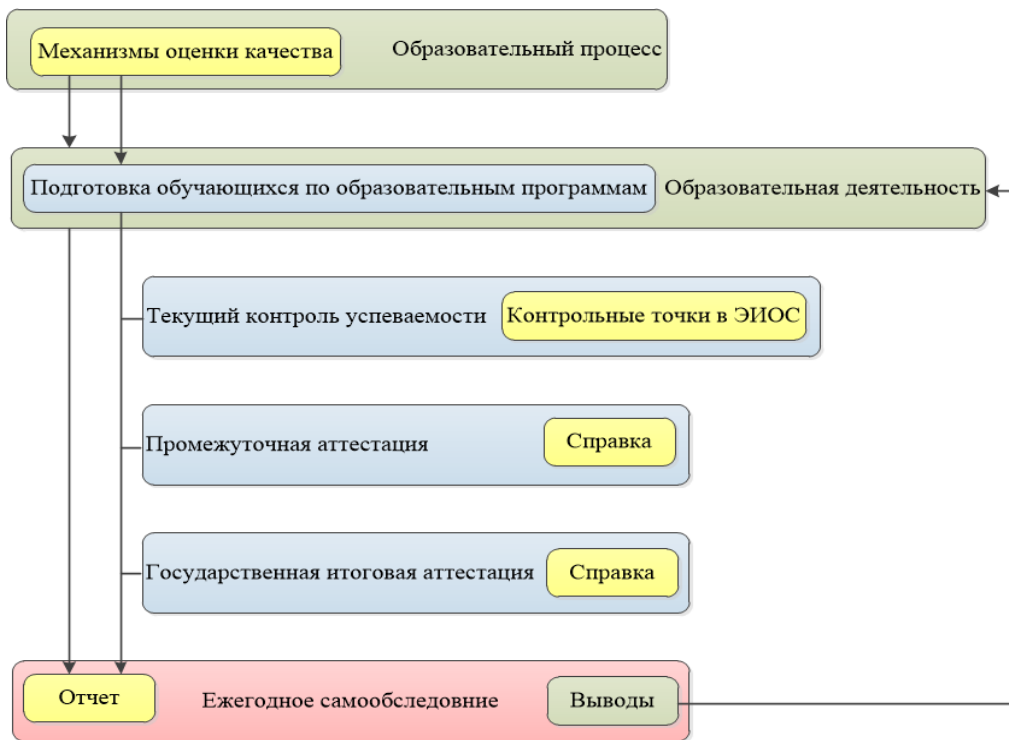 Механизмы оценки качества
Образовательный процесс
Подготовка обучающихся по образовательным программам
Образовательная деятельность
Текущий контроль успеваемости
Контрольные точки в ЭИОС
Промежуточная аттестация
Справка
Государственная итоговая аттестация
Справка
Отчет
Ежегодное самообследовние
Выводы